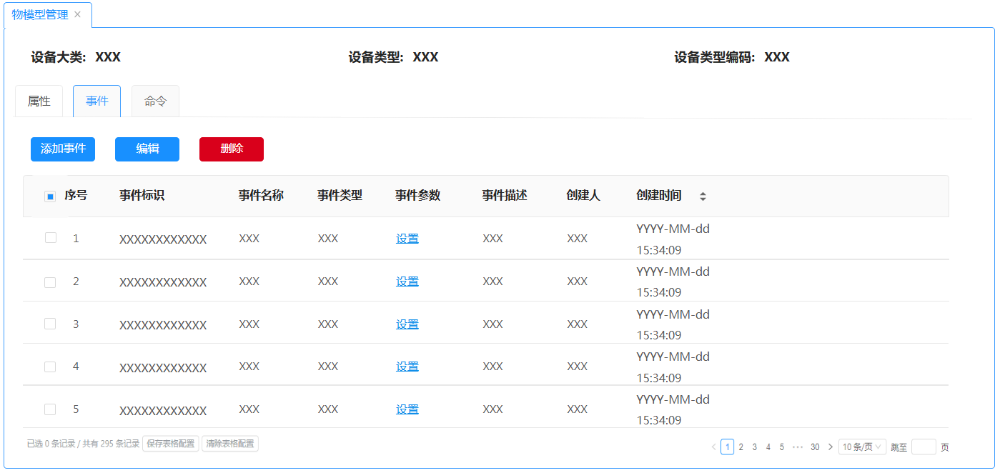 物模型管理 ×
设备大类: XXX 设备类型: XXX 设备类型编码: XXX
属性 事件 命令
添加事件 编辑 删除
序号 事件标识 事件名称 事件类型 事件参数 事件描述 创建人 创建时间
1 XXXXXXXXXXXX XXX XXX 设置 XXX XXX YYYY-MM-dd
15:34:09
2 XXXXXXXXXXXX XXX XXX 设置 XXX XXX YYYY-MM-dd
15:34:09
3 XXXXXXXXXXXX XXX XXX 设置 XXX XXX YYYY-MM-dd
15:34:09
4 XXXXXXXXXXXX XXX XXX 设置 XXX XXX YYYY-MM-dd
15:34:09
5 XXXXXXXXXXXX XXX XXX 设置 XXX XXX YYYY-MM-dd
15:34:09
已选 0 条记录 / 共有 295 条记录 保存表格配置 清除表格配置 < 1 2 3 4 5 ··· 30 > 10 条/页 跳至 页